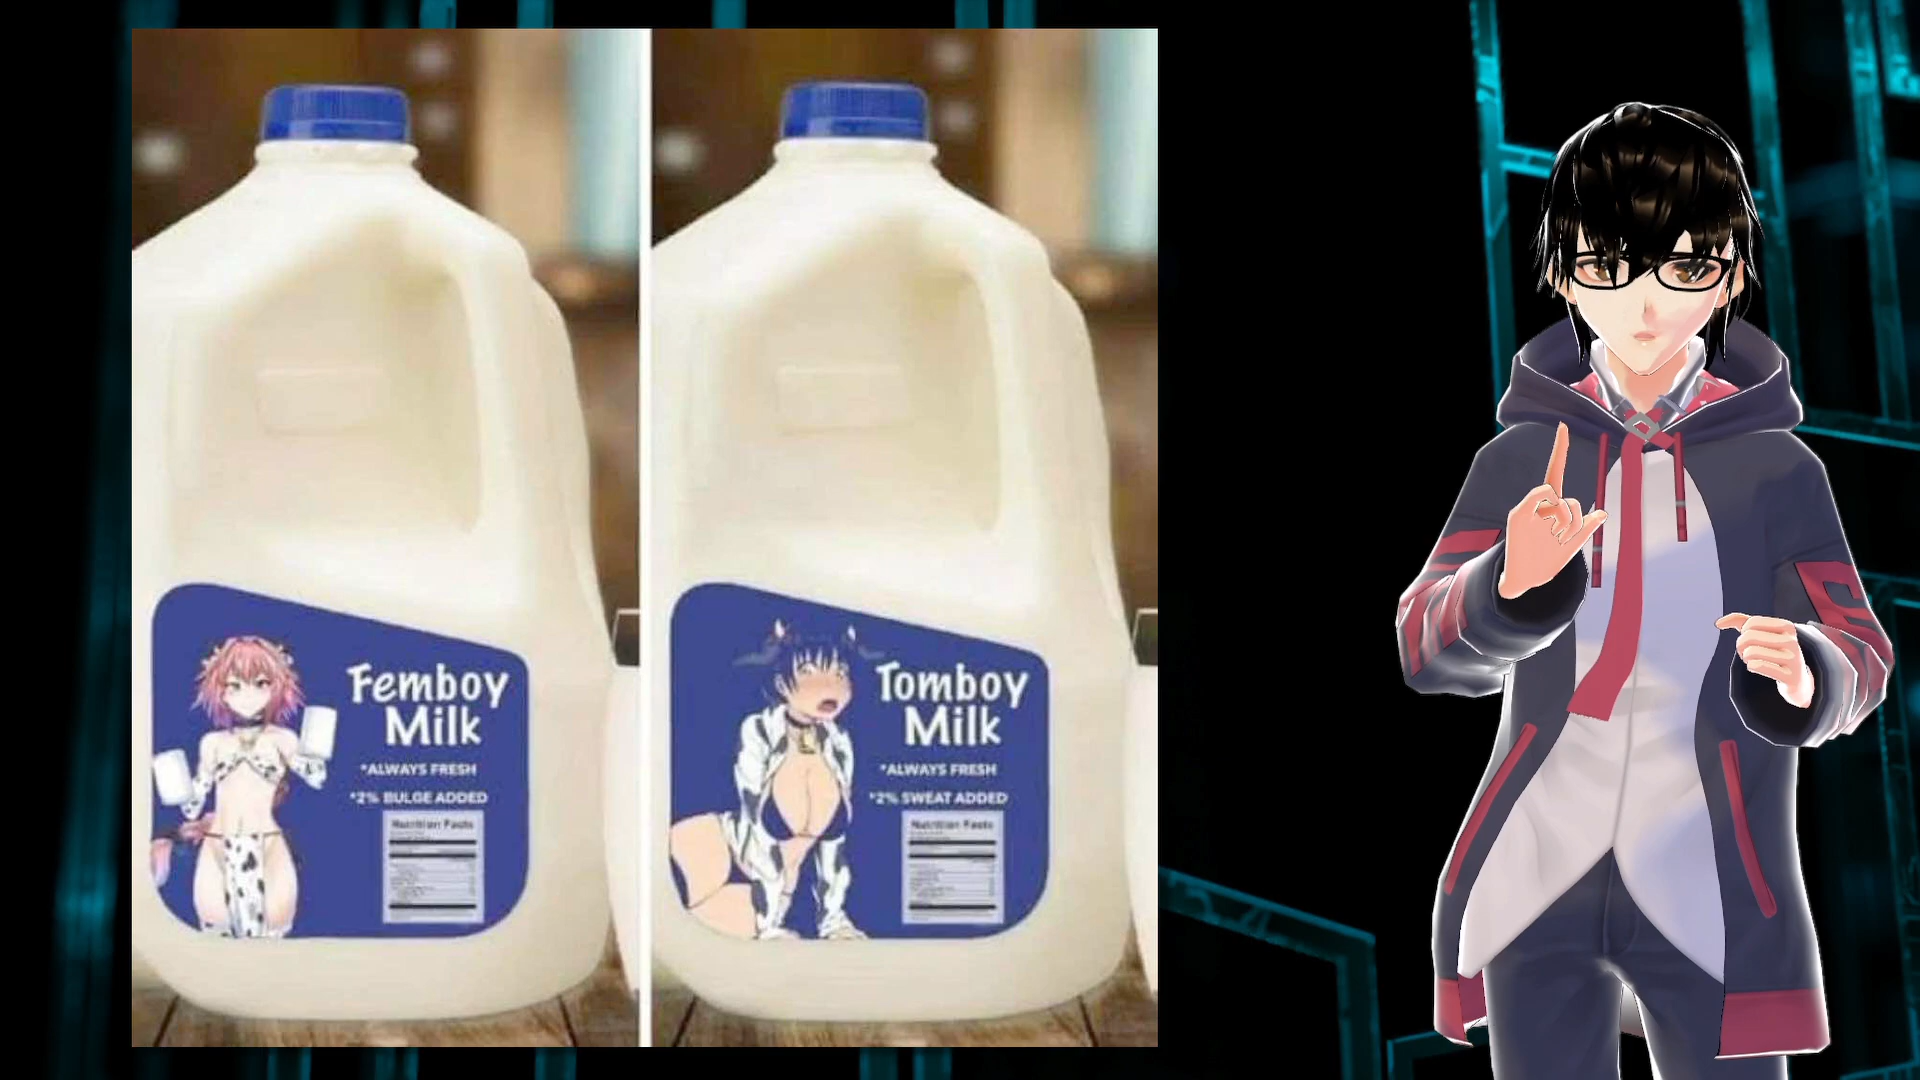 Femboy
Milk
*ALWAYS FRESH
*2% BULGE ADDED
Nutrition Facts
Tomboy
Milk
*ALWAYS FRESH
*2% SWEAT ADDED
Nutrition Facts